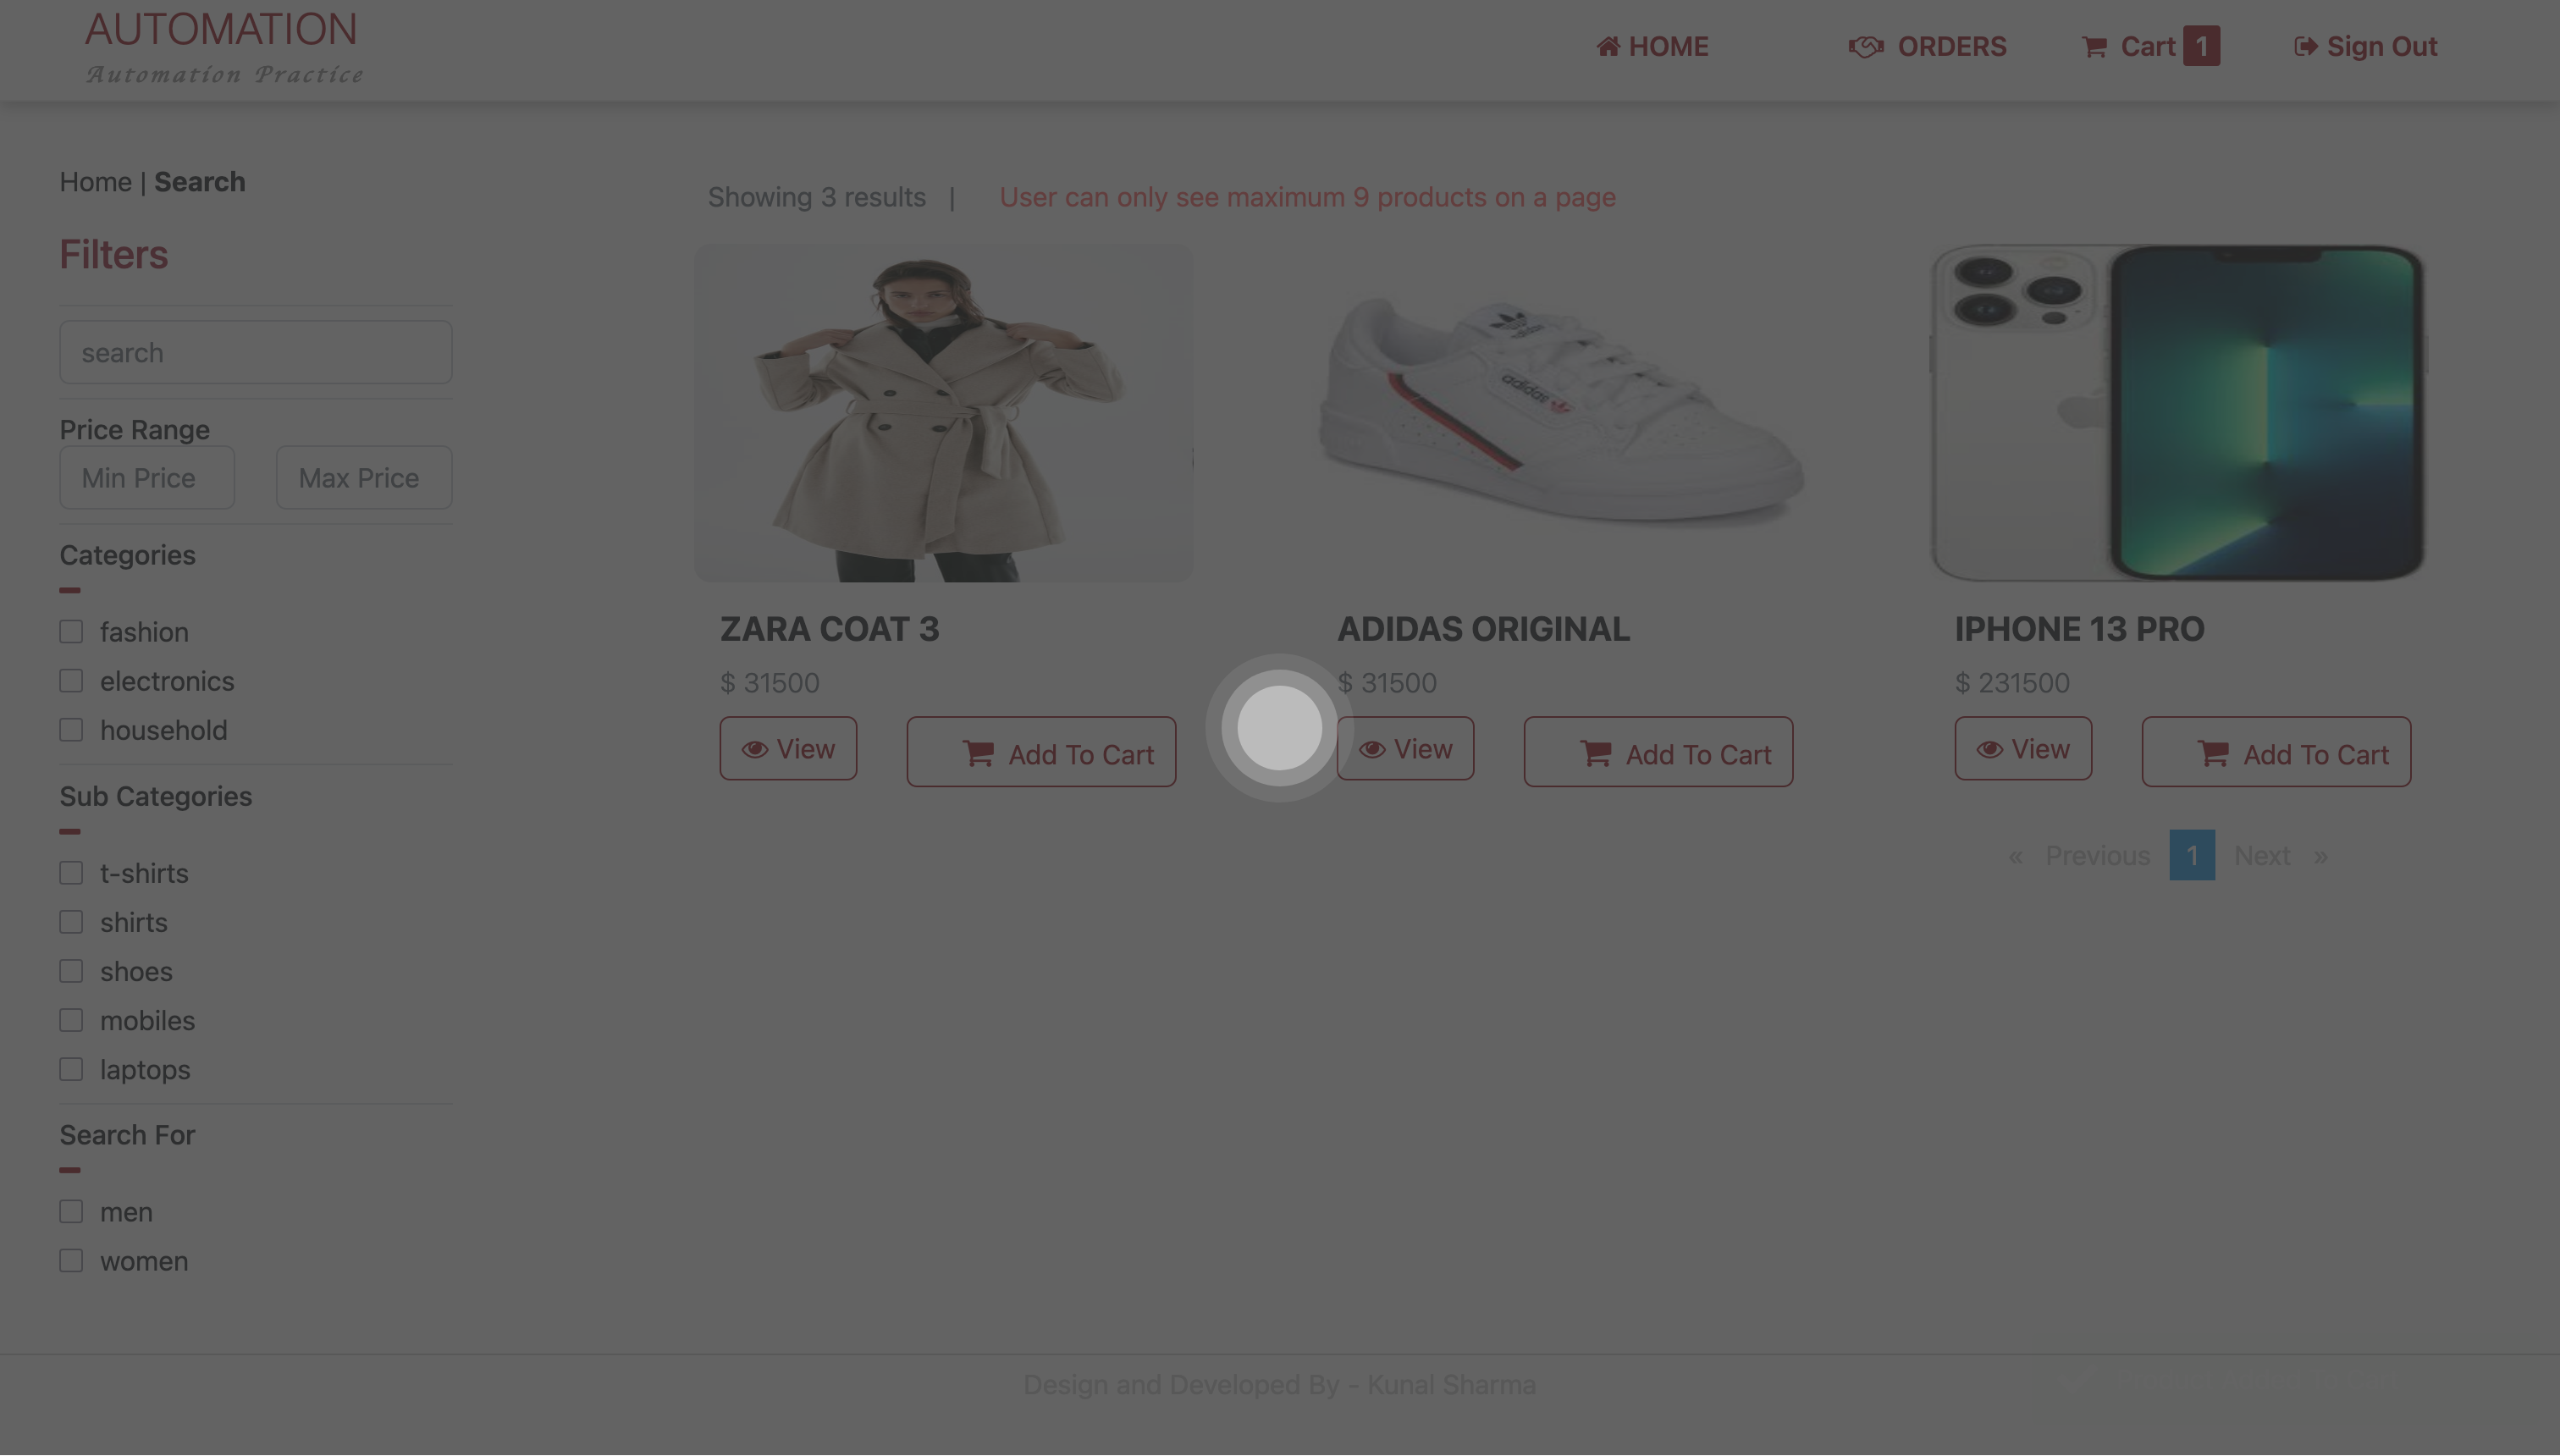 AUTOMATION
Automation Practice
HOME
ORDERS
Cart 1
Sign Out
Home | Search
Showing 3 results |
User can only see maximum 9 products on a page
Filters
search
Price Range
Min Price
Max Price
Categories
fashion
electronics
household
Sub Categories
t-shirts
shirts
shoes
mobiles
laptops
Search For
men
women
adidas
adidas
ZARA COAT 3
$ 31500
View
Add To Cart
ADIDAS ORIGINAL
$ 31500
View
Add To Cart
IPHONE 13 PRO
$ 231500
View
Add To Cart
« Previous 1 Next »
Design and Developed By - Kunal Sharma